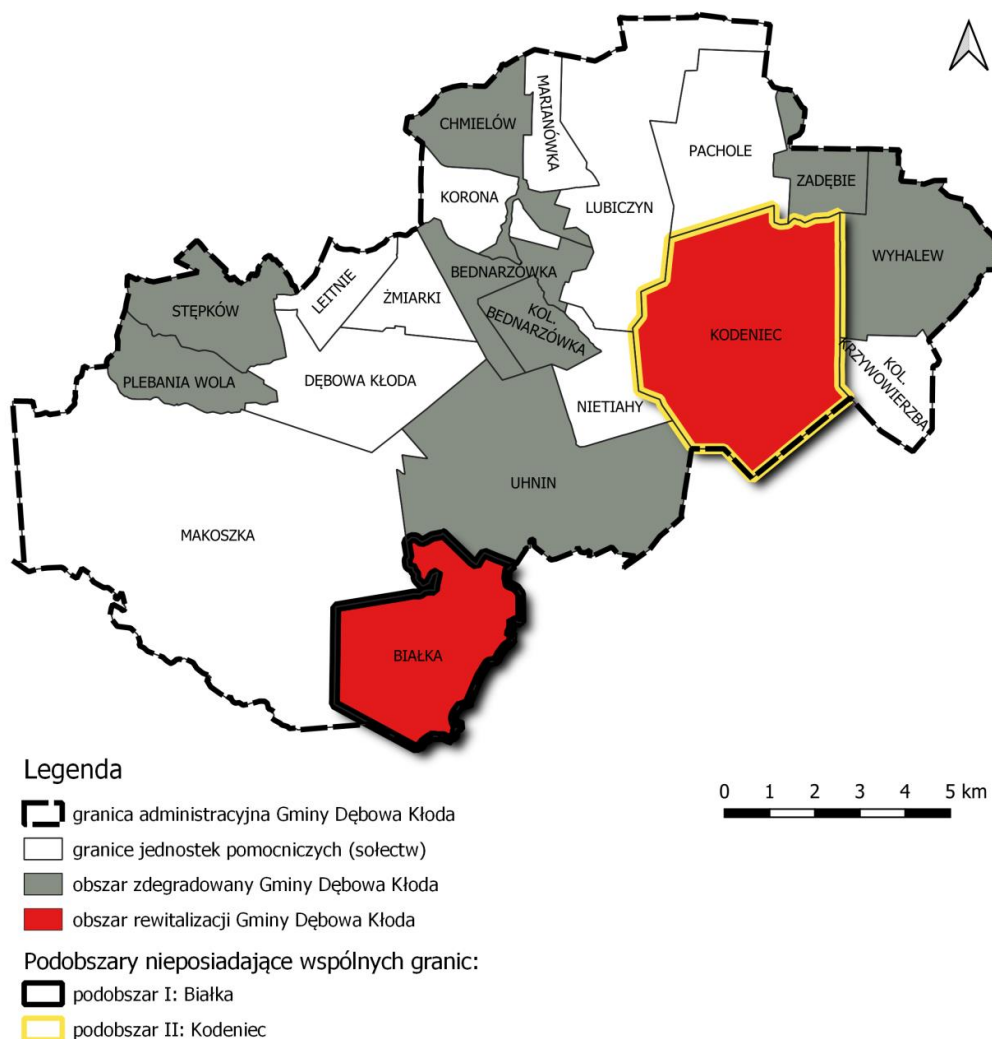 MARIANÓWKA
CHMIELÓW
PACHOLE
ZADĘBIE
KORONA
LUBICZYN
WYHALEW
BEDNARZÓWKA
LEITNIE
ŻMIARKI
STĘPKÓW
KOL.
BEDNARZÓWKA
KODENIEC
KOL.
KRZYWOWIERZBA
PLEBANIA WOLA
DĘBOWA KŁODA
NIETIAHY
UHNIN
MAKOSZKA
BIAŁKA
Legenda
granica administracyjna Gminy Dębowa Kłoda
granice jednostek pomocniczych (sołectw)
obszar zdegradowany Gminy Dębowa Kłoda
obszar rewitalizacji Gminy Dębowa Kłoda
Podobszary nieposiadające wspólnych granic:
podobszar I: Białka
podobszar II: Kodeniec
0 1 2 3 4 5 km